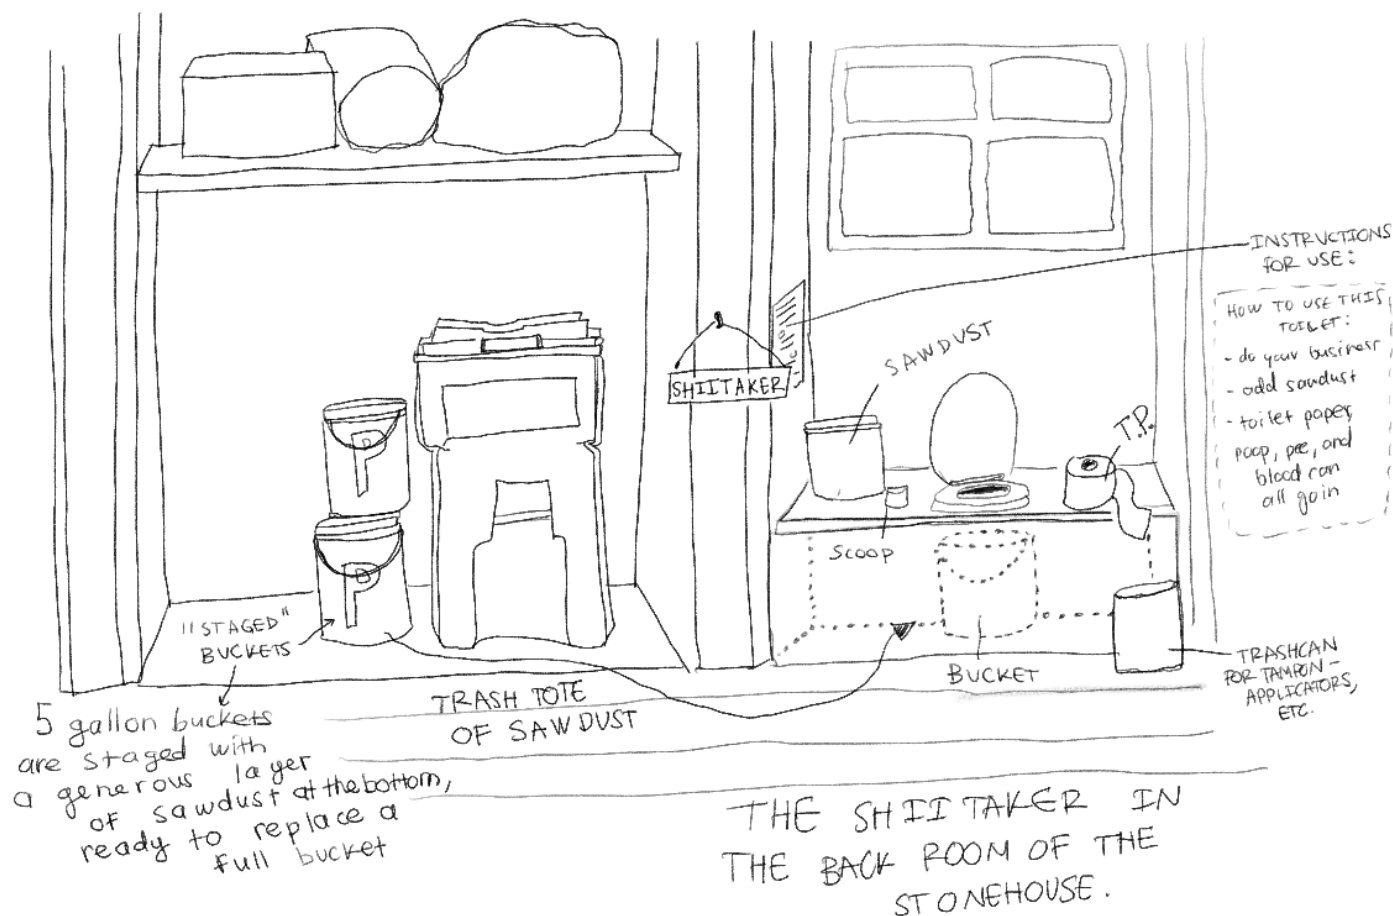 INSTRUCTIONS
FOR USE:
HOW TO USE THIS
TOILET:
- do your business
- add sawdust
- toilet paper,
poop, pee, and
blood can
all go in
SAWDUST
SHIITAKER
T.P.
SCOOP
P
P
"STAGED"
BUCKETS
BUCKET
TRASHCAN
FOR TAMPON-
APPLICATORS,
ETC.
TRASH TOTE
OF SAWDUST
5 gallon buckets
are staged with
a generous layer
of sawdust at the bottom,
ready to replace a
full bucket
THE SHIITAKER IN
THE BACK ROOM OF THE
STONEHOUSE.